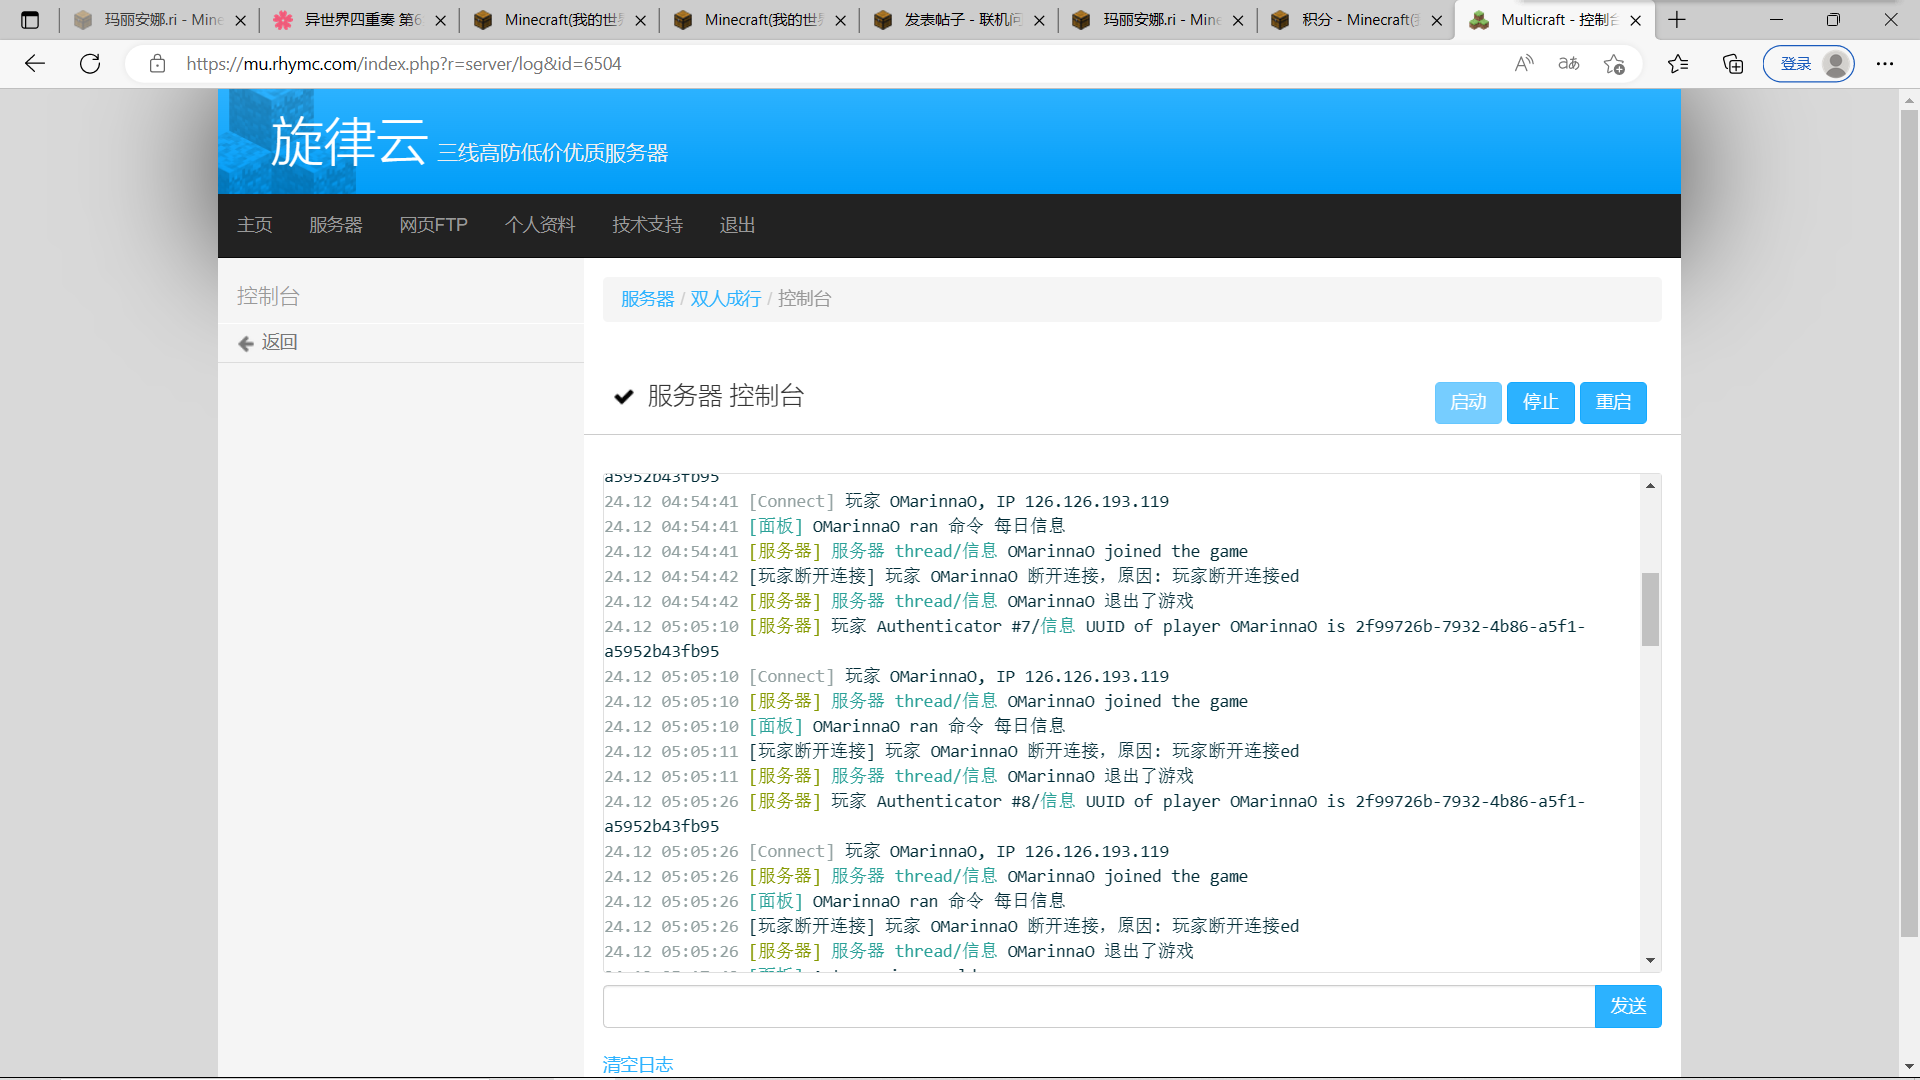 玛丽安娜.ri - Mine
异世界四重奏 第6
Minecraft(我的世界
Minecraft(我的世界
发表帖子 - 联机问
玛丽安娜.ri - Mine
积分 - Minecraft(我
Multicraft - 控制台
https://mu.rhymc.com/index.php?r=server/log&id=6504
登录
旋律云 三线高防低价优质服务器
主页 服务器 网页FTP 个人资料 技术支持 退出
控制台
返回
服务器 / 双人成行 / 控制台
服务器 控制台
启动 停止 重启
a5952b43fb95
24.12 04:54:41 [Connect] 玩家 OMarinnaO, IP 126.126.193.119
24.12 04:54:41 [面板] OMarinnaO ran 命令 每日信息
24.12 04:54:41 [服务器] 服务器 thread/信息 OMarinnaO joined the game
24.12 04:54:42 [玩家断开连接] 玩家 OMarinnaO 断开连接，原因: 玩家断开连接ed
24.12 04:54:42 [服务器] 服务器 thread/信息 OMarinnaO 退出了游戏
24.12 05:05:10 [服务器] 玩家 Authenticator #7/信息 UUID of player OMarinnaO is 2f99726b-7932-4b86-a5f1-
a5952b43fb95
24.12 05:05:10 [Connect] 玩家 OMarinnaO, IP 126.126.193.119
24.12 05:05:10 [服务器] 服务器 thread/信息 OMarinnaO joined the game
24.12 05:05:10 [面板] OMarinnaO ran 命令 每日信息
24.12 05:05:11 [玩家断开连接] 玩家 OMarinnaO 断开连接，原因: 玩家断开连接ed
24.12 05:05:11 [服务器] 服务器 thread/信息 OMarinnaO 退出了游戏
24.12 05:05:26 [服务器] 玩家 Authenticator #8/信息 UUID of player OMarinnaO is 2f99726b-7932-4b86-a5f1-
a5952b43fb95
24.12 05:05:26 [Connect] 玩家 OMarinnaO, IP 126.126.193.119
24.12 05:05:26 [服务器] 服务器 thread/信息 OMarinnaO joined the game
24.12 05:05:26 [面板] OMarinnaO ran 命令 每日信息
24.12 05:05:26 [玩家断开连接] 玩家 OMarinnaO 断开连接，原因: 玩家断开连接ed
24.12 05:05:26 [服务器] 服务器 thread/信息 OMarinnaO 退出了游戏
发送
清空日志